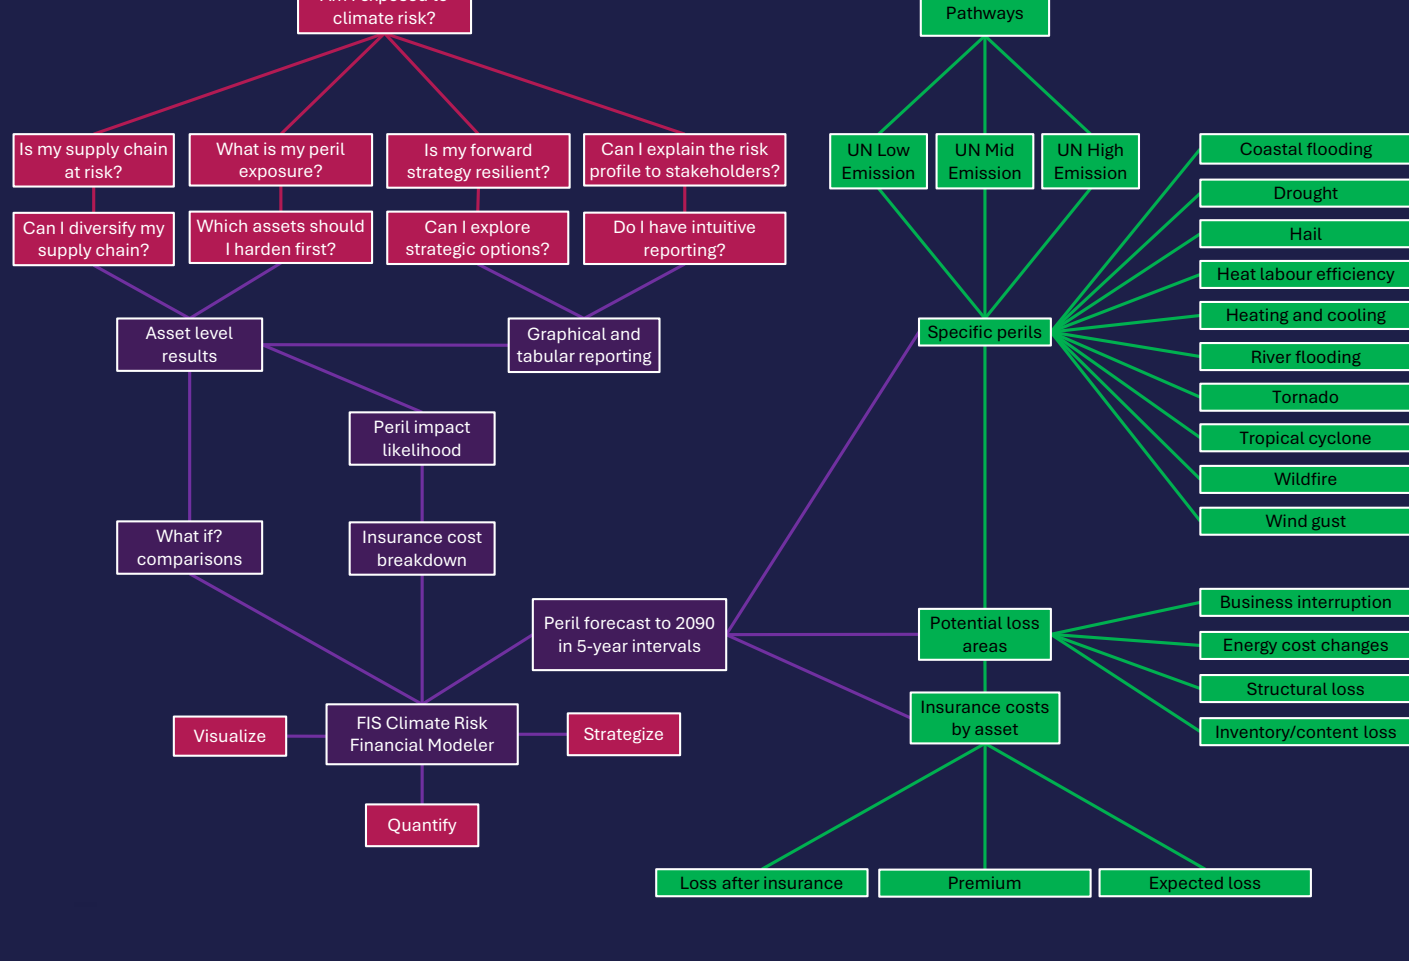 climate risk?
Pathways
Is my supply chain
at risk?
What is my peril
exposure?
Is my forward
strategy resilient?
Can I explain the risk
profile to stakeholders?
UN Low
Emission
UN Mid
Emission
UN High
Emission
Can I diversify my
supply chain?
Which assets should
I harden first?
Can I explore
strategic options?
Do I have intuitive
reporting?
Coastal flooding
Drought
Hail
Heat labour efficiency
Heating and cooling
River flooding
Tornado
Tropical cyclone
Wildfire
Wind gust
Asset level
results
Graphical and
tabular reporting
Specific perils
Peril impact
likelihood
What if?
comparisons
Insurance cost
breakdown
Peril forecast to 2090
in 5-year intervals
Potential loss
areas
Business interruption
Energy cost changes
Structural loss
Inventory/content loss
Insurance costs
by asset
Visualize
FIS Climate Risk
Financial Modeler
Strategize
Quantify
Loss after insurance
Premium
Expected loss